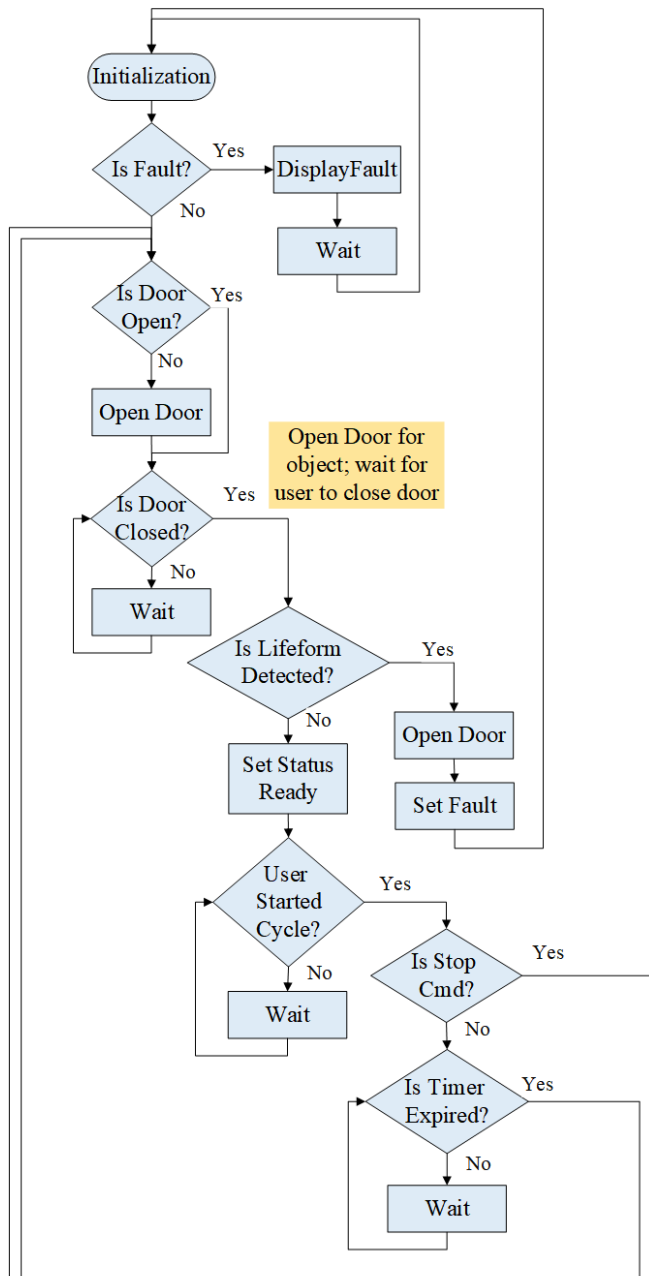 Initialization
Is Fault?
Yes
DisplayFault
No
Wait
Is Door
Open?
Yes
No
Open Door
Open Door for
object; wait for
user to close door
Is Door
Closed?
Yes
No
Wait
Is Lifeform
Detected?
Yes
No
Open Door
Set Status
Ready
Set Fault
User
Started
Cycle?
Yes
No
Wait
Is Stop
Cmd?
Yes
No
Is Timer
Expired?
Yes
No
Wait